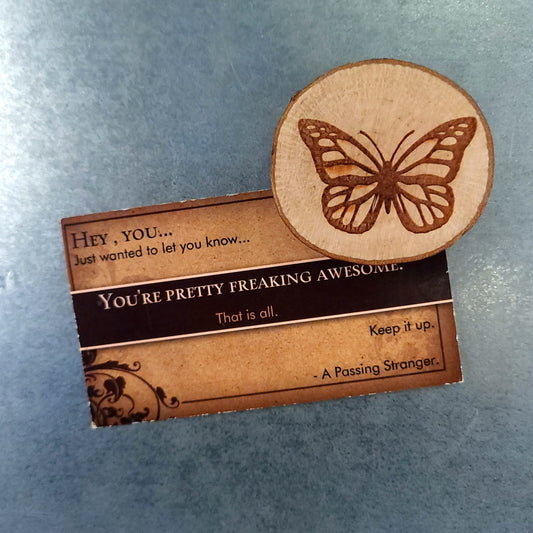 Hey , you...
Just wanted to let you know...
You're pretty freaking awesome.
That is all.
Keep it up.
- A Passing Stranger.